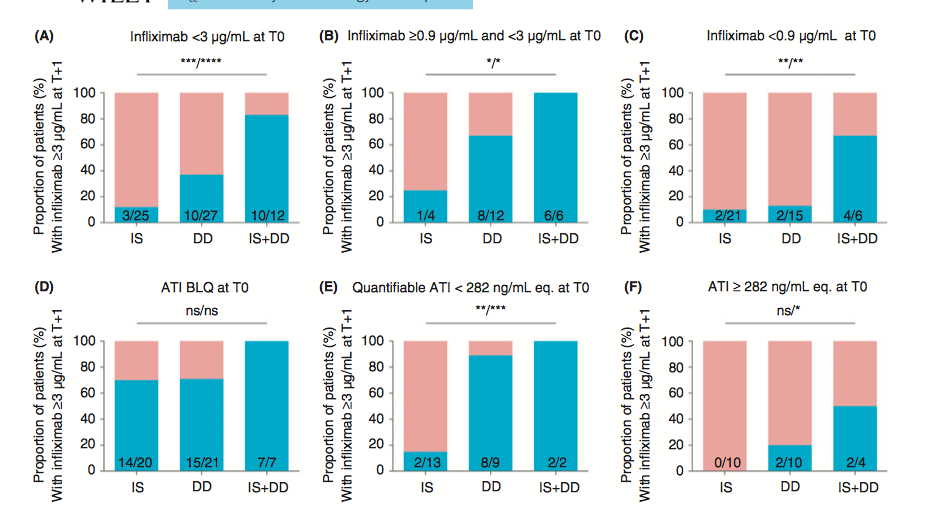 (A) Infliximab <3 µg/mL at T0
***/****
Proportion of patients (%)
With infliximab ≥3 µg/mL at T+1
100
80
60
40
20
0
3/25 10/27 10/12
IS DD IS+DD
(B) Infliximab ≥0.9 µg/mL and <3 µg/mL at T0
*/*
Proportion of patients (%)
With infliximab ≥3 µg/mL at T+1
100
80
60
40
20
0
1/4 8/12 6/6
IS DD IS+DD
(C) Infliximab <0.9 µg/mL at T0
**/**
Proportion of patients (%)
With infliximab ≥3 µg/mL at T+1
100
80
60
40
20
0
2/21 2/15 4/6
IS DD IS+DD
(D) ATI BLQ at T0
ns/ns
Proportion of patients (%)
With infliximab ≥3 µg/mL at T+1
100
80
60
40
20
0
14/20 15/21 7/7
IS DD IS+DD
(E) Quantifiable ATI < 282 ng/mL eq. at T0
**/***
Proportion of patients (%)
With infliximab ≥3 µg/mL at T+1
100
80
60
40
20
0
2/13 8/9 2/2
IS DD IS+DD
(F) ATI ≥ 282 ng/mL eq. at T0
ns/*
Proportion of patients (%)
With infliximab ≥3 µg/mL at T+1
100
80
60
40
20
0
0/10 2/10 2/4
IS DD IS+DD